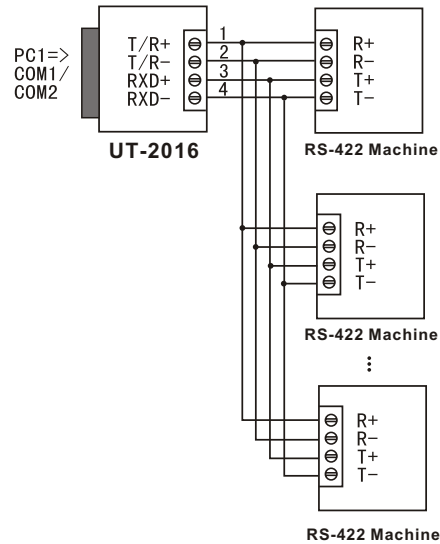 PC1=>
COM1/
COM2
T/R+
T/R-
RXD+
RXD-
1
2
3
4
R+
R-
T+
T-
UT-2016
RS-422 Machine
R+
R-
T+
T-
RS-422 Machine
R+
R-
T+
T-
RS-422 Machine